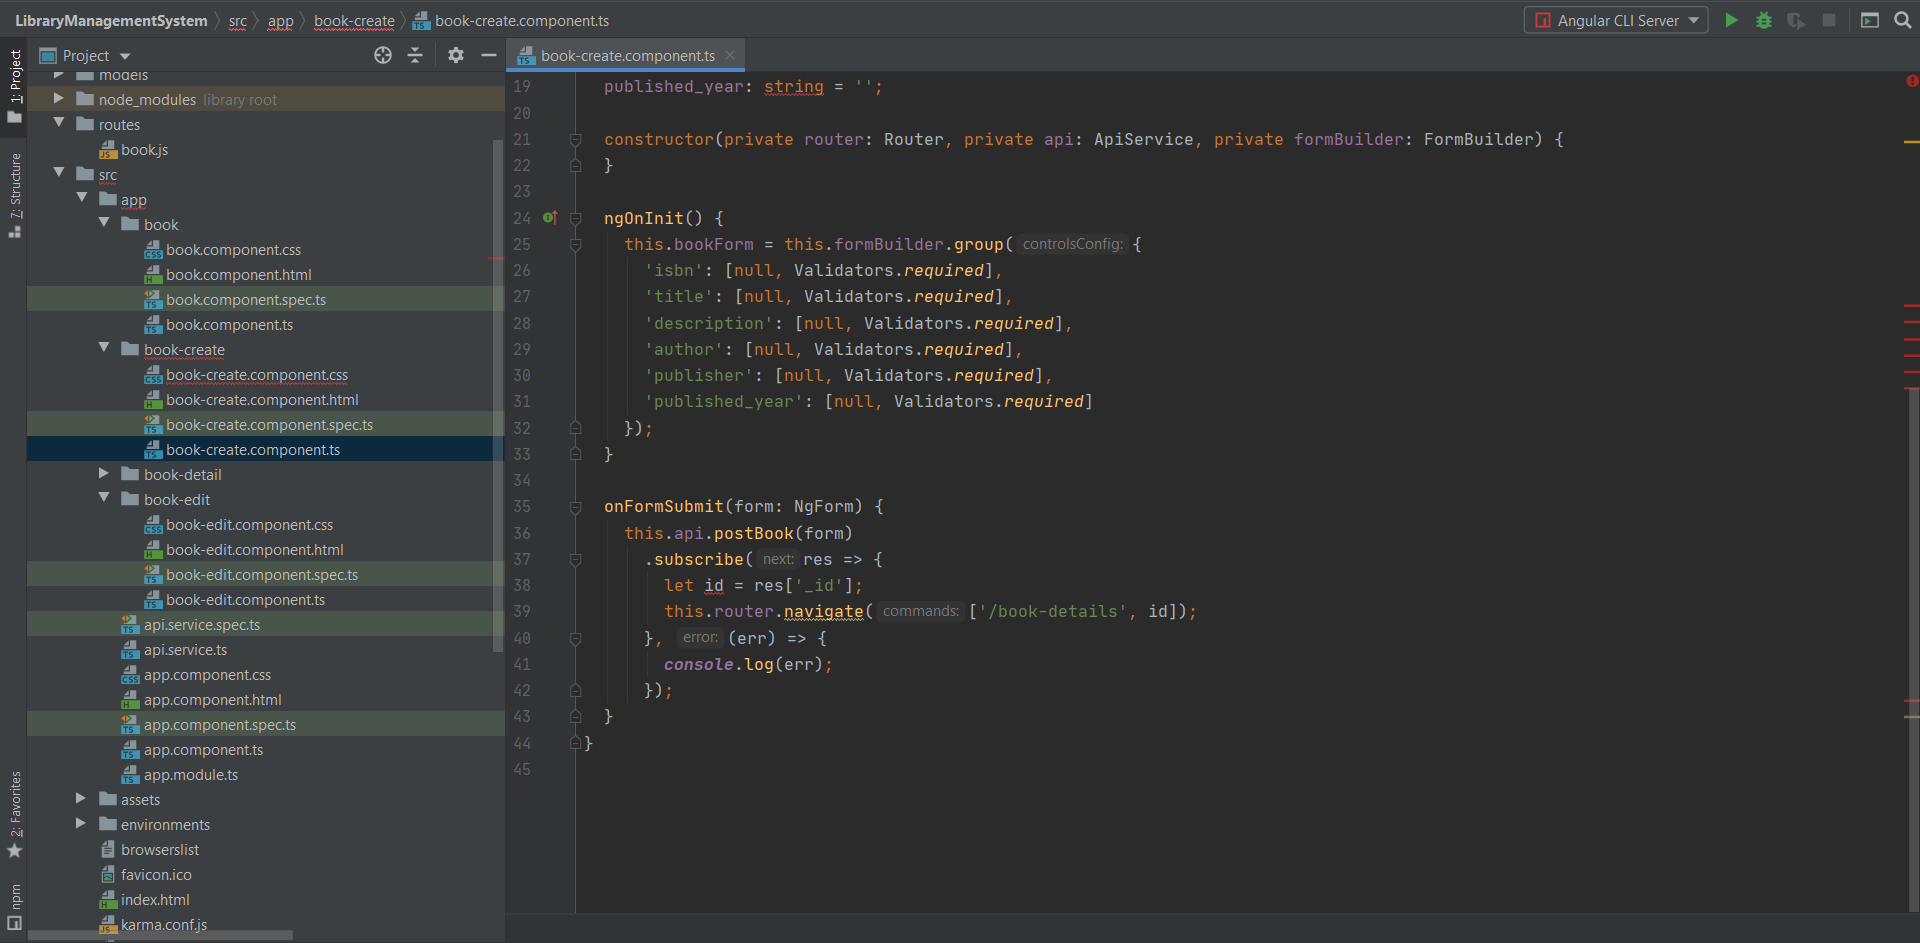 LibraryManagementSystem src app book-create book-create.component.ts
Angular CLI Server
1: Project
7: Structure
2: Favorites
npm
Project
models
node_modules library root
routes
book.js
src
app
book
book.component.css
book.component.html
book.component.spec.ts
book.component.ts
book-create
book-create.component.css
book-create.component.html
book-create.component.spec.ts
book-create.component.ts
book-detail
book-edit
book-edit.component.css
book-edit.component.html
book-edit.component.spec.ts
book-edit.component.ts
api.service.spec.ts
api.service.ts
app.component.css
app.component.html
app.component.spec.ts
app.component.ts
app.module.ts
assets
environments
browserslist
favicon.ico
index.html
karma.conf.js
book-create.component.ts
19 published_year: string = '';
20
21 constructor(private router: Router, private api: ApiService, private formBuilder: FormBuilder) {
22 }
23
24 ngOnInit() {
25 this.bookForm = this.formBuilder.group( controlsConfig: {
26 'isbn': [null, Validators.required],
27 'title': [null, Validators.required],
28 'description': [null, Validators.required],
29 'author': [null, Validators.required],
30 'publisher': [null, Validators.required],
31 'published_year': [null, Validators.required]
32 });
33 }
34
35 onFormSubmit(form: NgForm) {
36 this.api.postBook(form)
37 .subscribe( next: res => {
38 let id = res['_id'];
39 this.router.navigate( commands: ['/book-details', id]);
40 }, error: (err) => {
41 console.log(err);
42 });
43 }
44 }
45